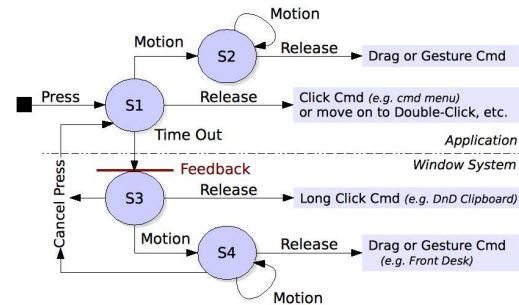 Motion
Motion
S2
Release
Drag or Gesture Cmd
Press
S1
Release
Click Cmd (e.g. cmd menu)
or move on to Double-Click, etc.
Time Out
Application
Window System
Feedback
Cancel Press
S3
Release
Long Click Cmd (e.g. DnD Clipboard)
Motion
S4
Release
Drag or Gesture Cmd
(e.g. Front Desk)
Motion